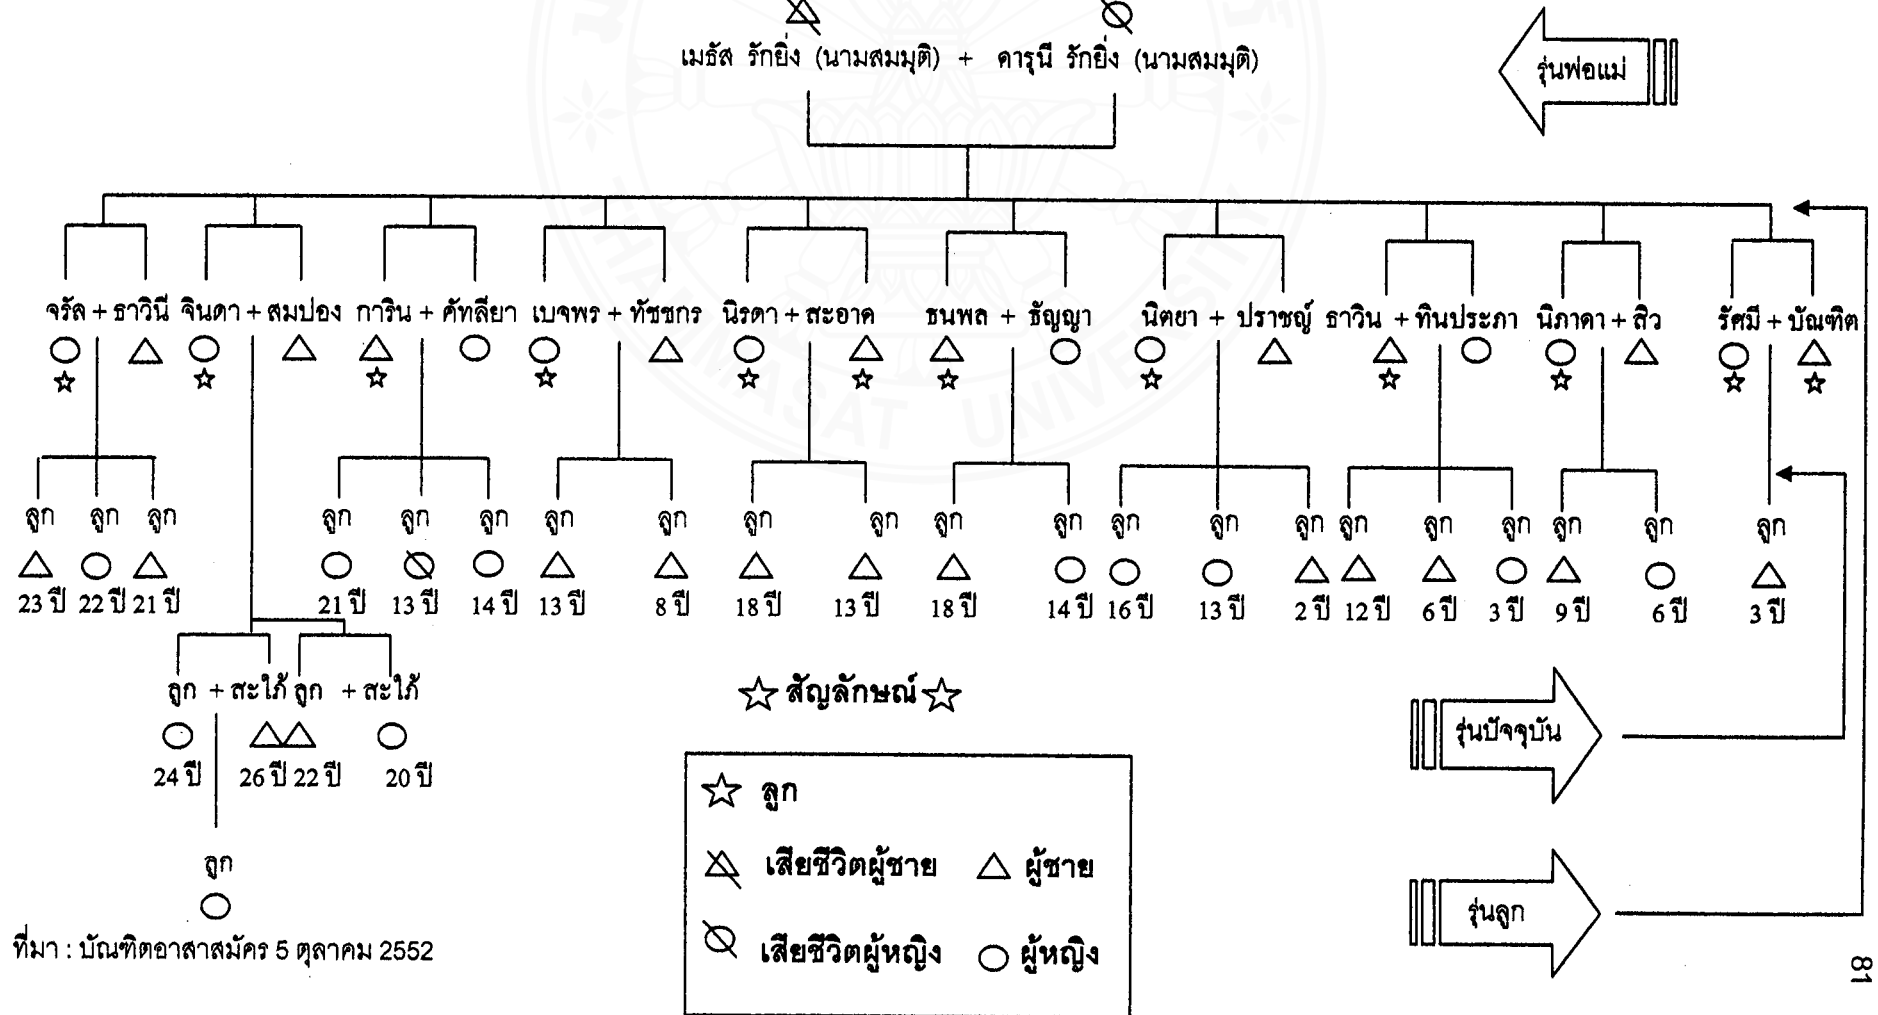 เมธัส รักยิ่ง (นามสมมุติ) + ดารุนี รักยิ่ง (นามสมมุติ)
รุ่นพ่อแม่
จรัล + ธาวินี จินดา + สมปอง การิน + คัทลียา เบจพร + ทัชชกร นิรดา + สะอาด ธนพล + ธัญญา นิตยา + ปราชญ์ ธาวิน + ทินประภา นิภาดา + สิว รัศมี + บัณฑิต
ลูก ลูก ลูก ลูก ลูก ลูก ลูก ลูก ลูก ลูก ลูก ลูก ลูก ลูก ลูก ลูก ลูก ลูก ลูก ลูก ลูก
23 ปี 22 ปี 21 ปี 21 ปี 13 ปี 14 ปี 13 ปี 8 ปี 18 ปี 13 ปี 18 ปี 14 ปี 16 ปี 13 ปี 2 ปี 12 ปี 6 ปี 3 ปี 9 ปี 6 ปี 3 ปี
ลูก + สะใภ้ ลูก + สะใภ้
24 ปี 26 ปี 22 ปี 20 ปี
ลูก
ที่มา : บัณฑิตอาสาสมัคร 5 ตุลาคม 2552
สัญลักษณ์
ลูก
เสียชีวิตผู้ชาย ผู้ชาย
เสียชีวิตผู้หญิง ผู้หญิง
รุ่นปัจจุบัน
รุ่นลูก
81
THAMMASAT UNIVERSITY